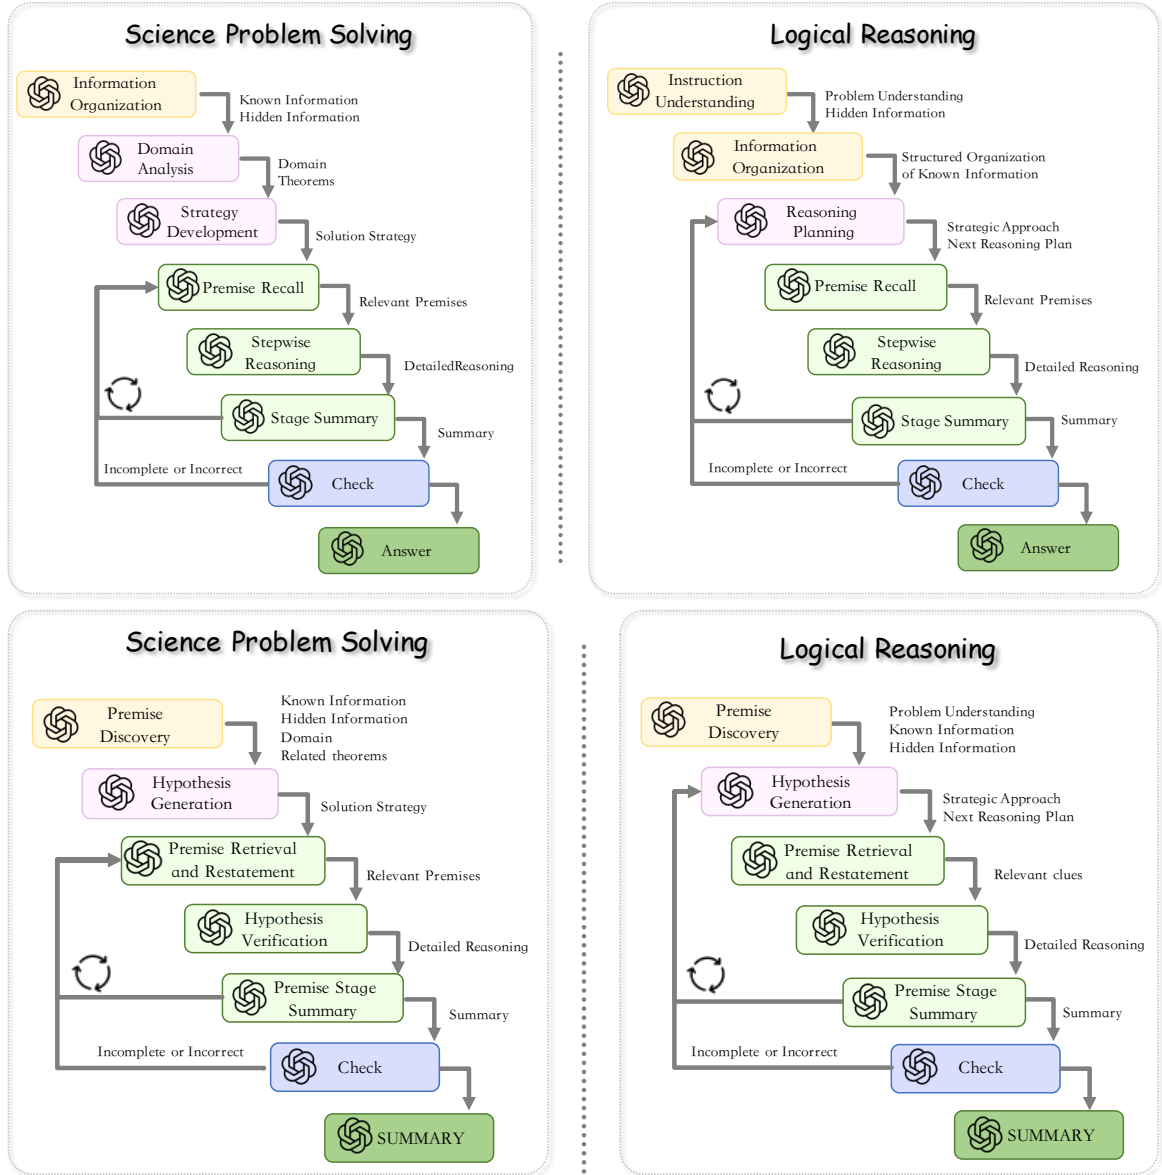 Science Problem Solving
Information
Organization
Known Information
Hidden Information
Domain
Analysis
Domain
Theorems
Strategy
Development
Solution Strategy
Premise Recall
Relevant Premises
Stepwise
Reasoning
DetailedReasoning
Stage Summary
Summary
Incomplete or Incorrect
Check
Answer
Logical Reasoning
Instruction
Understanding
Problem Understanding
Hidden Information
Information
Organization
Structured Organization
of Known Information
Reasoning
Planning
Strategic Approach
Next Reasoning Plan
Premise Recall
Relevant Premises
Stepwise
Reasoning
Detailed Reasoning
Stage Summary
Summary
Incomplete or Incorrect
Check
Answer
Science Problem Solving
Premise
Discovery
Known Information
Hidden Information
Domain
Related theorems
Hypothesis
Generation
Solution Strategy
Premise Retrieval
and Restatement
Relevant Premises
Hypothesis
Verification
Detailed Reasoning
Premise Stage
Summary
Summary
Incomplete or Incorrect
Check
SUMMARY
Logical Reasoning
Premise
Discovery
Problem Understanding
Known Information
Hidden Information
Hypothesis
Generation
Strategic Approach
Next Reasoning Plan
Premise Retrieval
and Restatement
Relevant clues
Hypothesis
Verification
Detailed Reasoning
Premise Stage
Summary
Summary
Incomplete or Incorrect
Check
SUMMARY